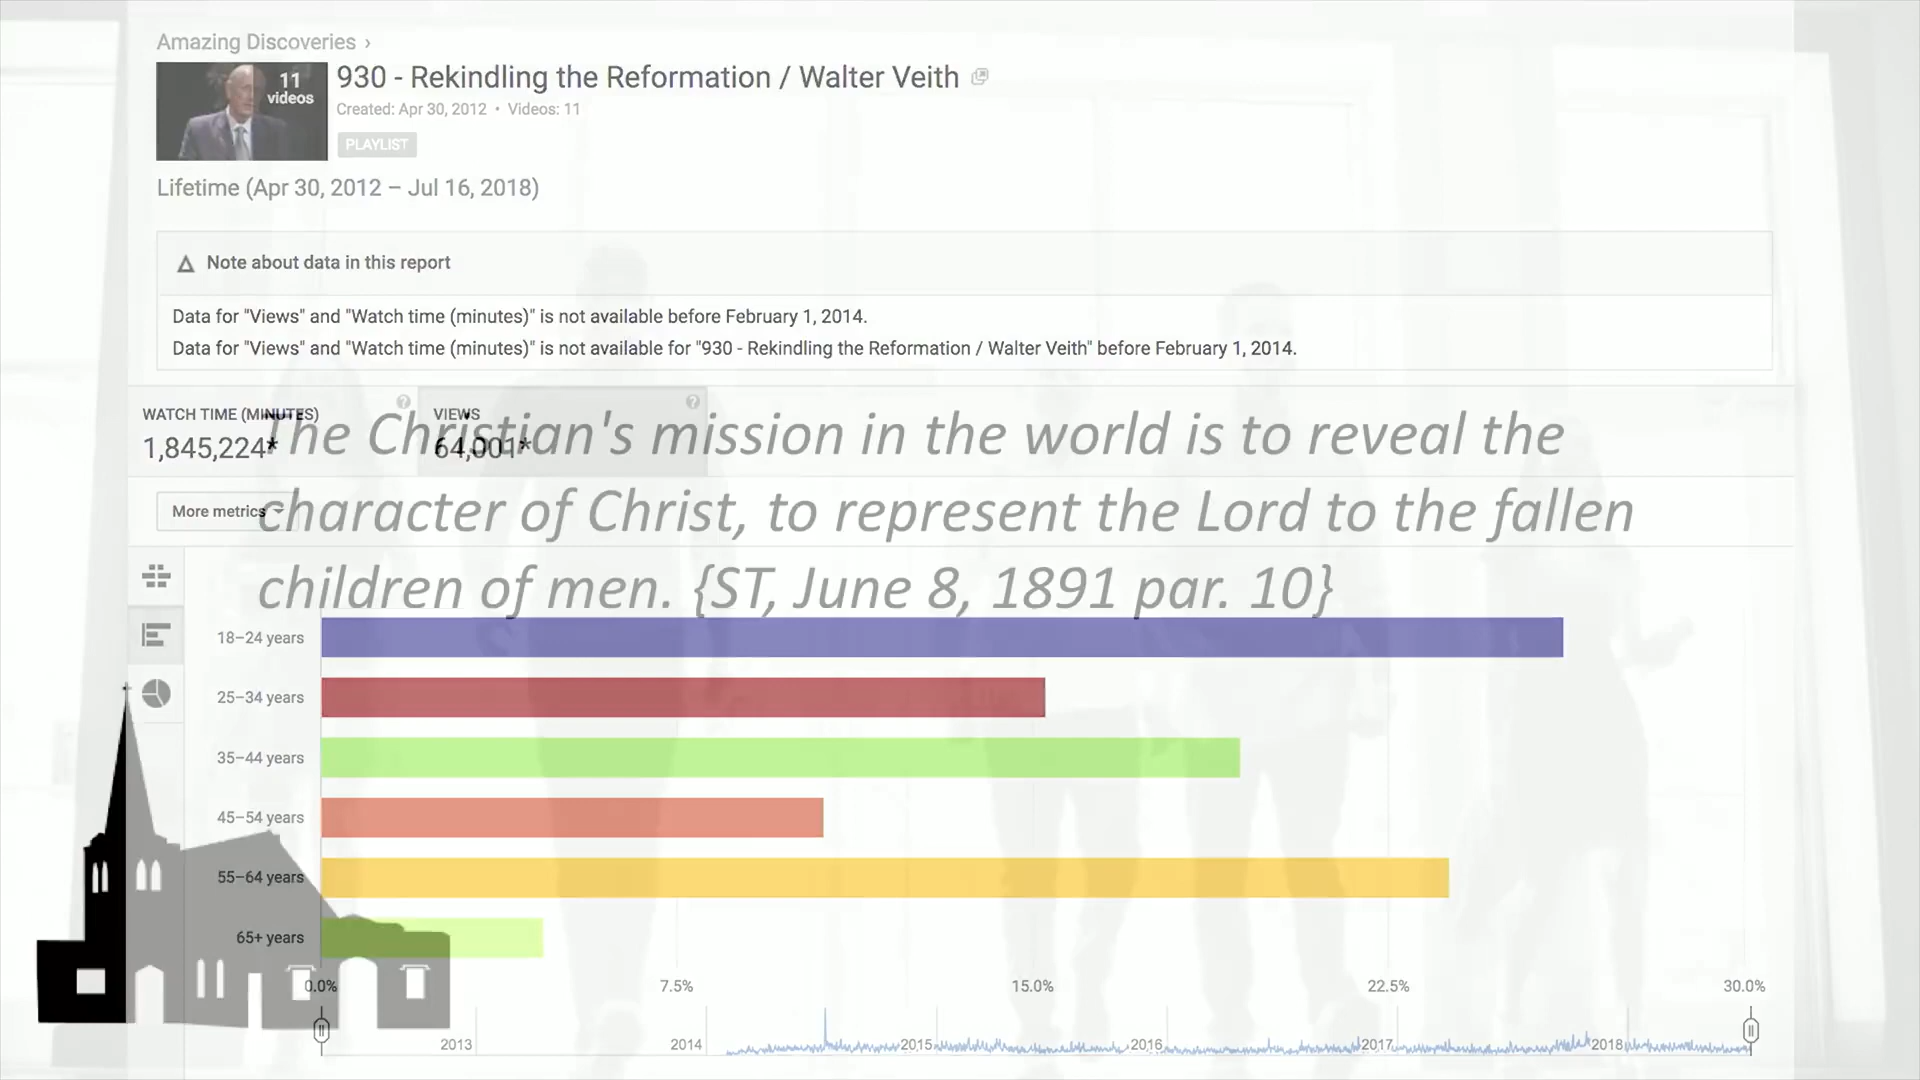 Amazing Discoveries ›
11
videos
930 - Rekindling the Reformation / Walter Veith
Created: Apr 30, 2012 • Videos: 11
PLAYLIST
Lifetime (Apr 30, 2012 – Jul 16, 2018)
Note about data in this report
Data for "Views" and "Watch time (minutes)" is not available before February 1, 2014.
Data for "Views" and "Watch time (minutes)" is not available for "930 - Rekindling the Reformation / Walter Veith" before February 1, 2014.
WATCH TIME (MINUTES) ?
1,845,224*
VIEWS ?
64,001*
More metrics
The Christian's mission in the world is to reveal the
character of Christ, to represent the Lord to the fallen
children of men. {ST, June 8, 1891 par. 10}
18–24 years
25–34 years
35–44 years
45–54 years
55–64 years
65+ years
0.0% 7.5% 15.0% 22.5% 30.0%
2013 2014 2015 2016 2017 2018